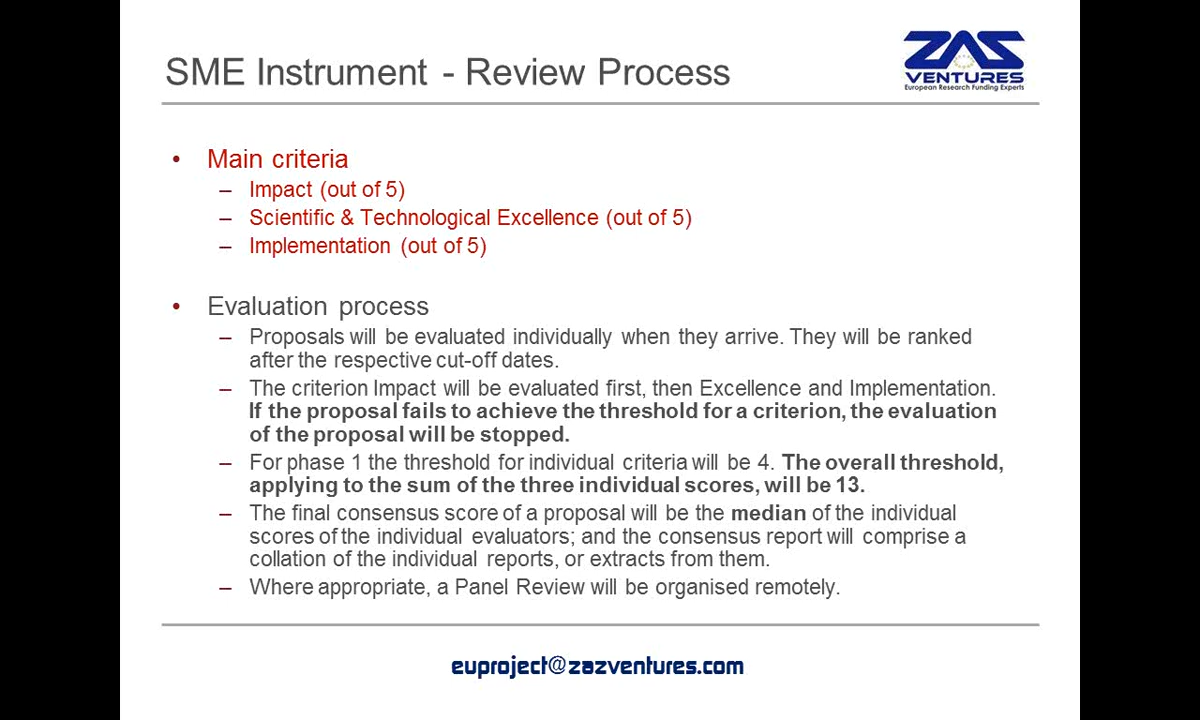 SME Instrument - Review Process
ZAZ
VENTURES
European Research Funding Experts
• Main criteria
– Impact (out of 5)
– Scientific & Technological Excellence (out of 5)
– Implementation (out of 5)
• Evaluation process
– Proposals will be evaluated individually when they arrive. They will be ranked
after the respective cut-off dates.
– The criterion Impact will be evaluated first, then Excellence and Implementation.
If the proposal fails to achieve the threshold for a criterion, the evaluation
of the proposal will be stopped.
– For phase 1 the threshold for individual criteria will be 4. The overall threshold,
applying to the sum of the three individual scores, will be 13.
– The final consensus score of a proposal will be the median of the individual
scores of the individual evaluators; and the consensus report will comprise a
collation of the individual reports, or extracts from them.
– Where appropriate, a Panel Review will be organised remotely.
euproject@zazventures.com